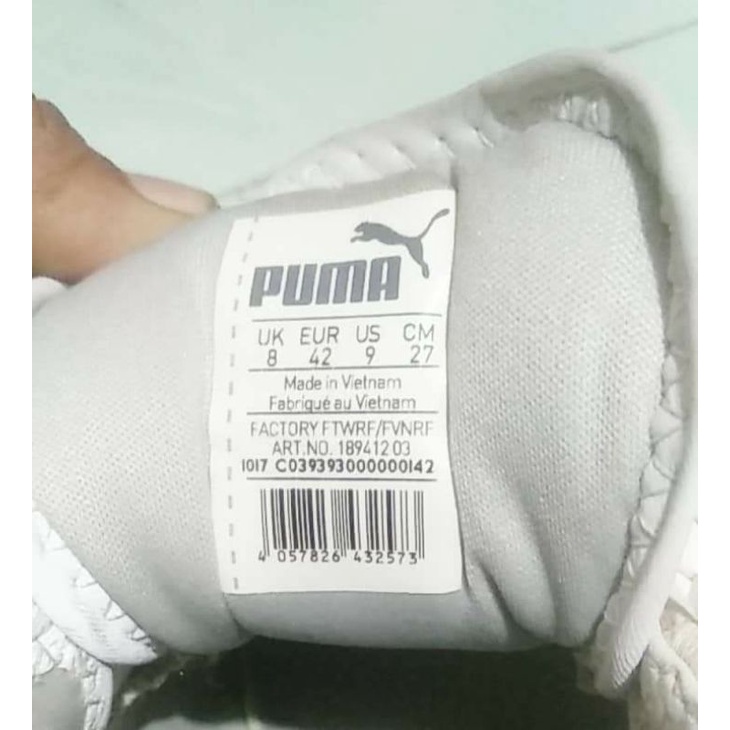 PUMA
UK EUR US CM
8 42 9 27
Made in Vietnam
Fabriqué au Vietnam
FACTORY FTWRF/FVNRF
ART.NO. 189412 03
1017 C039393000000142
4 057826 432573